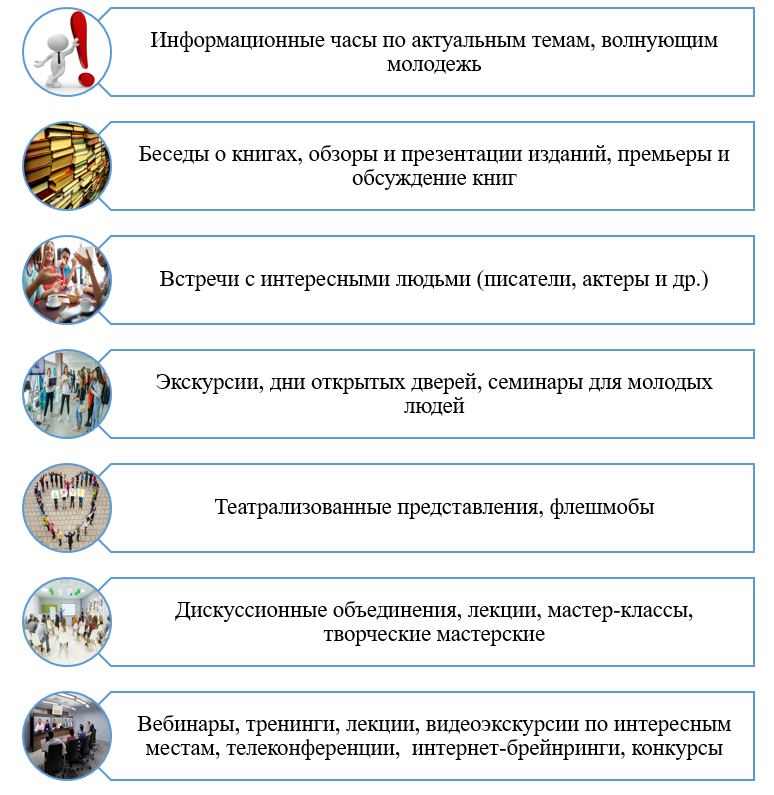 Информационные часы по актуальным темам, волнующим
молодежь
Беседы о книгах, обзоры и презентации изданий, премьеры и
обсуждение книг
Встречи с интересными людьми (писатели, актеры и др.)
Экскурсии, дни открытых дверей, семинары для молодых
людей
Театрализованные представления, флешмобы
Дискуссионные объединения, лекции, мастер-классы,
творческие мастерские
Вебинары, тренинги, лекции, видеоэкскурсии по интересным
местам, телеконференции,  интернет-брейнринги, конкурсы